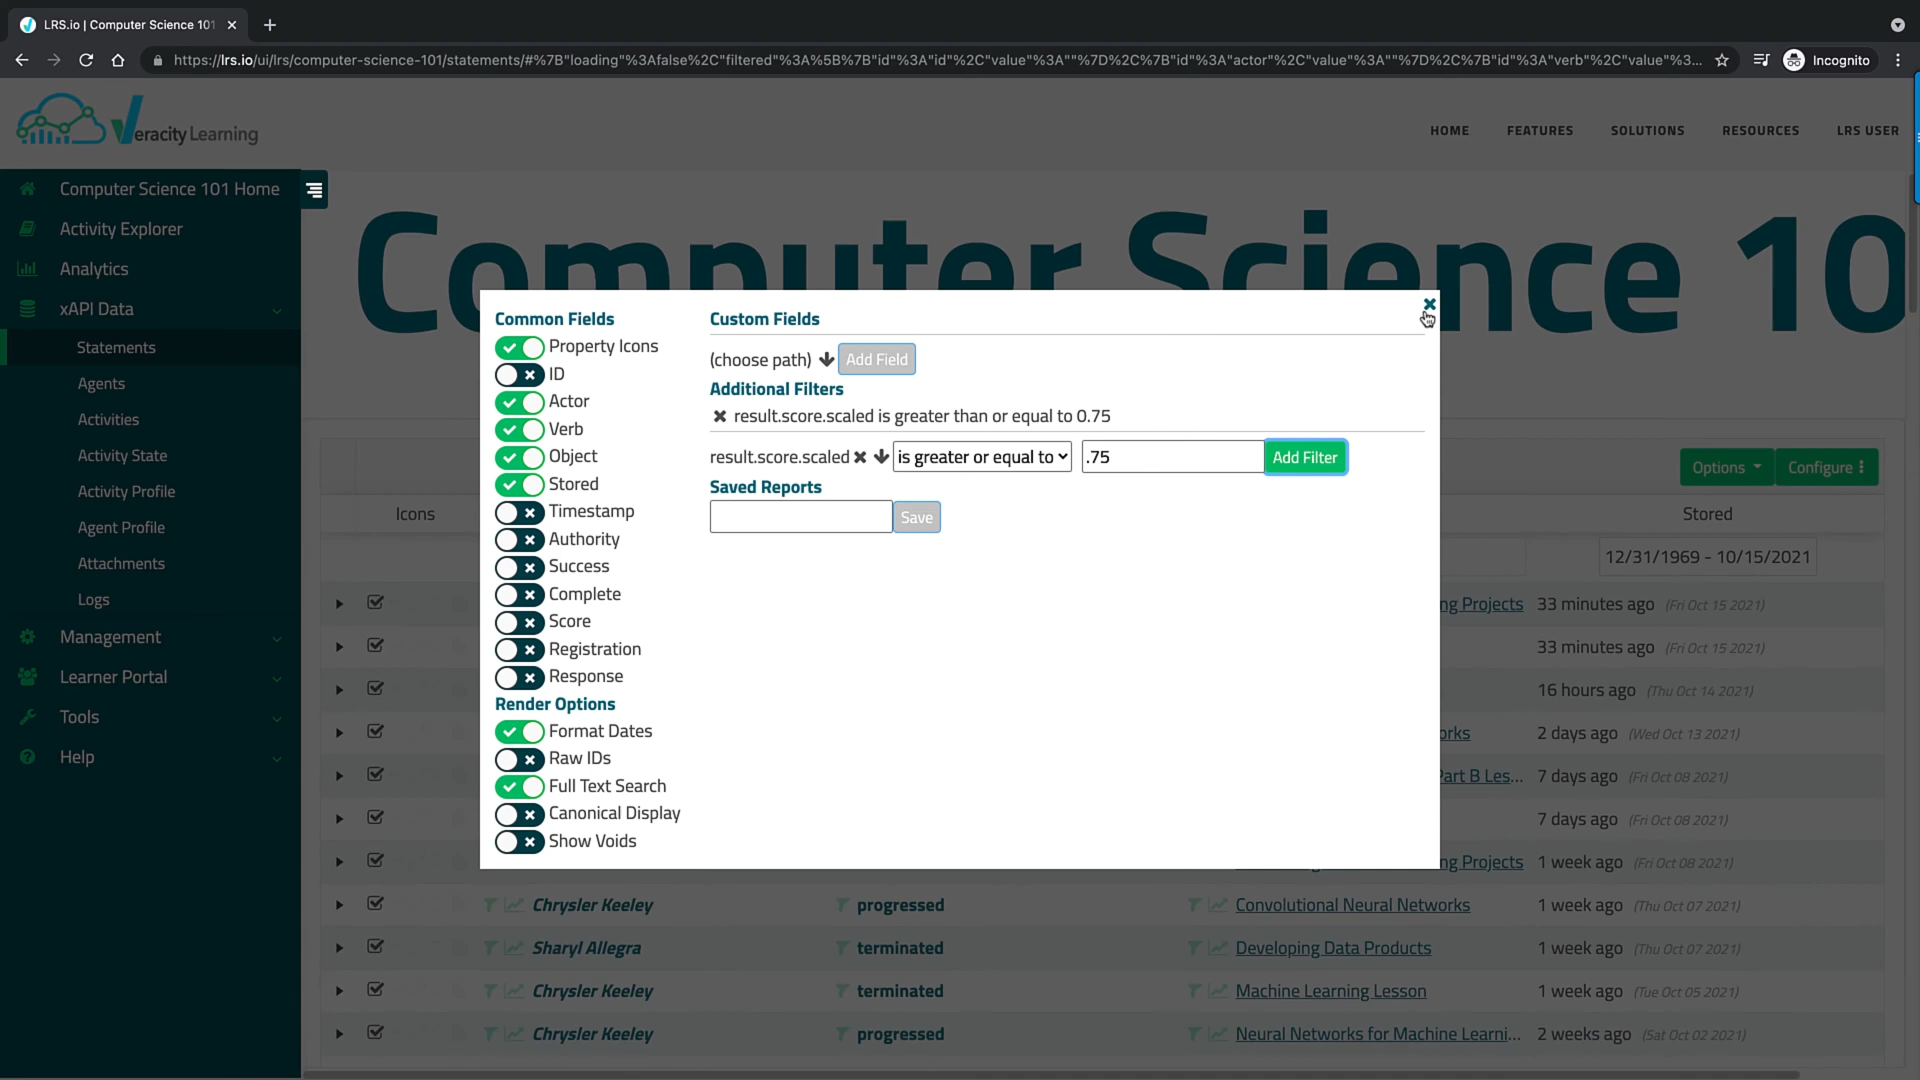 LRS.io | Computer Science 101
https://lrs.io/ui/lrs/computer-science-101/statements/#%7B"loading"%3Afalse%2C"filtered"%3A%5B%7B"id"%3A"id"%2C"value"%3A""%7D%2C%7B"id"%3A"actor"%2C"value"%3A""%7D%2C%7B"id"%3A"verb"%2C"value"%3...
Incognito
Veracity Learning
HOME FEATURES SOLUTIONS RESOURCES LRS USER
Computer Science 101 Home
Activity Explorer
Analytics
xAPI Data
Statements
Agents
Activities
Activity State
Activity Profile
Agent Profile
Attachments
Logs
Management
Learner Portal
Tools
Help
Computer Science 10
Common Fields
Property Icons
ID
Actor
Verb
Object
Stored
Timestamp
Authority
Success
Complete
Score
Registration
Response
Render Options
Format Dates
Raw IDs
Full Text Search
Canonical Display
Show Voids
Custom Fields
(choose path) Add Field
Additional Filters
result.score.scaled is greater than or equal to 0.75
result.score.scaled is greater or equal to .75 Add Filter
Saved Reports
Save
Options Configure
Icons Stored
12/31/1969 - 10/15/2021
ng Projects 33 minutes ago (Fri Oct 15 2021)
33 minutes ago (Fri Oct 15 2021)
16 hours ago (Thu Oct 14 2021)
orks 2 days ago (Wed Oct 13 2021)
Part B Les... 7 days ago (Fri Oct 08 2021)
7 days ago (Fri Oct 08 2021)
ng Projects 1 week ago (Fri Oct 08 2021)
Chrysler Keeley progressed Convolutional Neural Networks 1 week ago (Thu Oct 07 2021)
Sharyl Allegra terminated Developing Data Products 1 week ago (Thu Oct 07 2021)
Chrysler Keeley terminated Machine Learning Lesson 1 week ago (Tue Oct 05 2021)
Chrysler Keeley progressed Neural Networks for Machine Learni... 2 weeks ago (Sat Oct 02 2021)